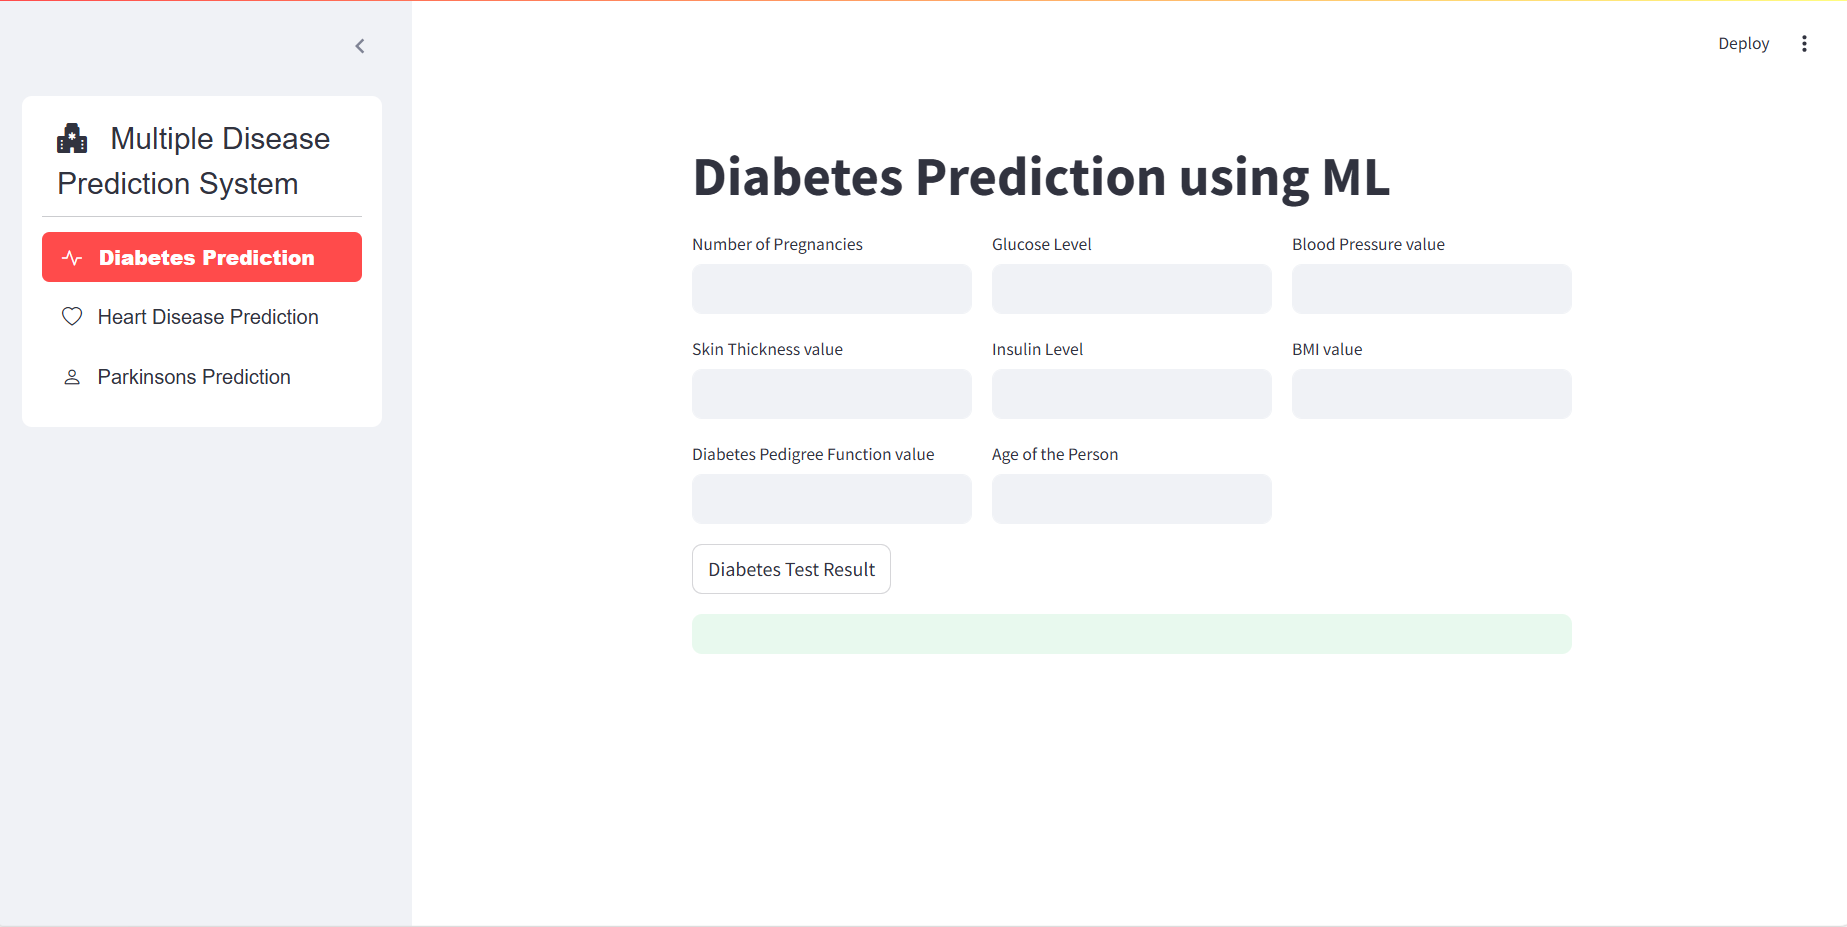 Deploy
Multiple Disease
Prediction System
Diabetes Prediction
Heart Disease Prediction
Parkinsons Prediction
Diabetes Prediction using ML
Number of Pregnancies
Glucose Level
Blood Pressure value
Skin Thickness value
Insulin Level
BMI value
Diabetes Pedigree Function value
Age of the Person
Diabetes Test Result